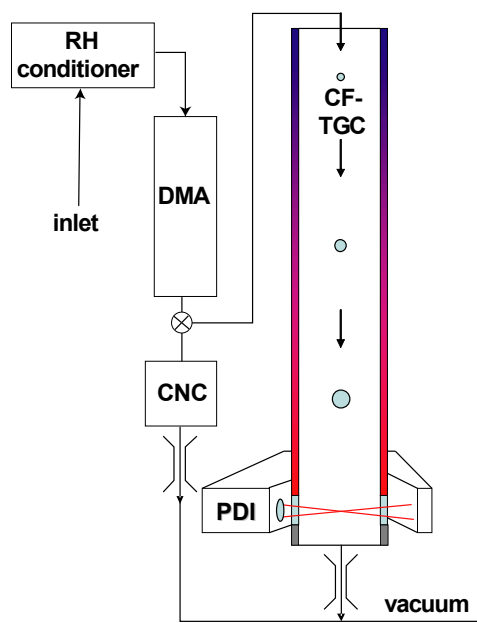 RH
conditioner
CF-
TGC
DMA
inlet
CNC
PDI
vacuum